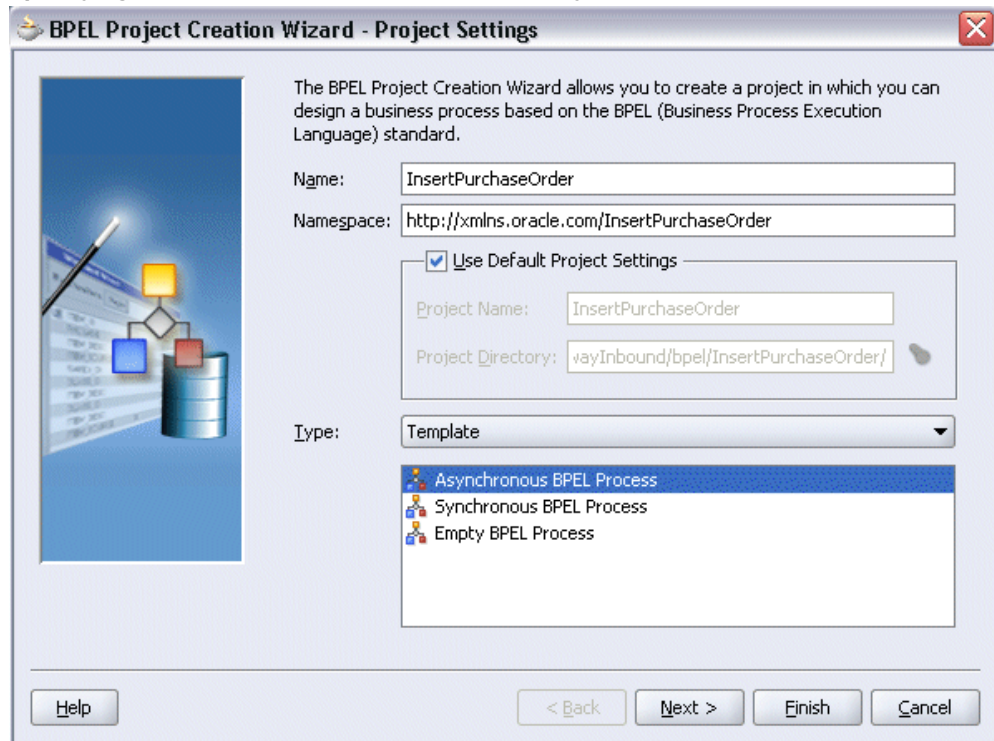 BPEL Project Creation Wizard - Project Settings
The BPEL Project Creation Wizard allows you to create a project in which you can
design a business process based on the BPEL (Business Process Execution
Language) standard.
Name: InsertPurchaseOrder
Namespace: http://xmlns.oracle.com/InsertPurchaseOrder
Use Default Project Settings
Project Name: InsertPurchaseOrder
Project Directory: wayInbound/bpel/InsertPurchaseOrder/
Type: Template
Asynchronous BPEL Process
Synchronous BPEL Process
Empty BPEL Process
Help
< Back
Next >
Finish
Cancel